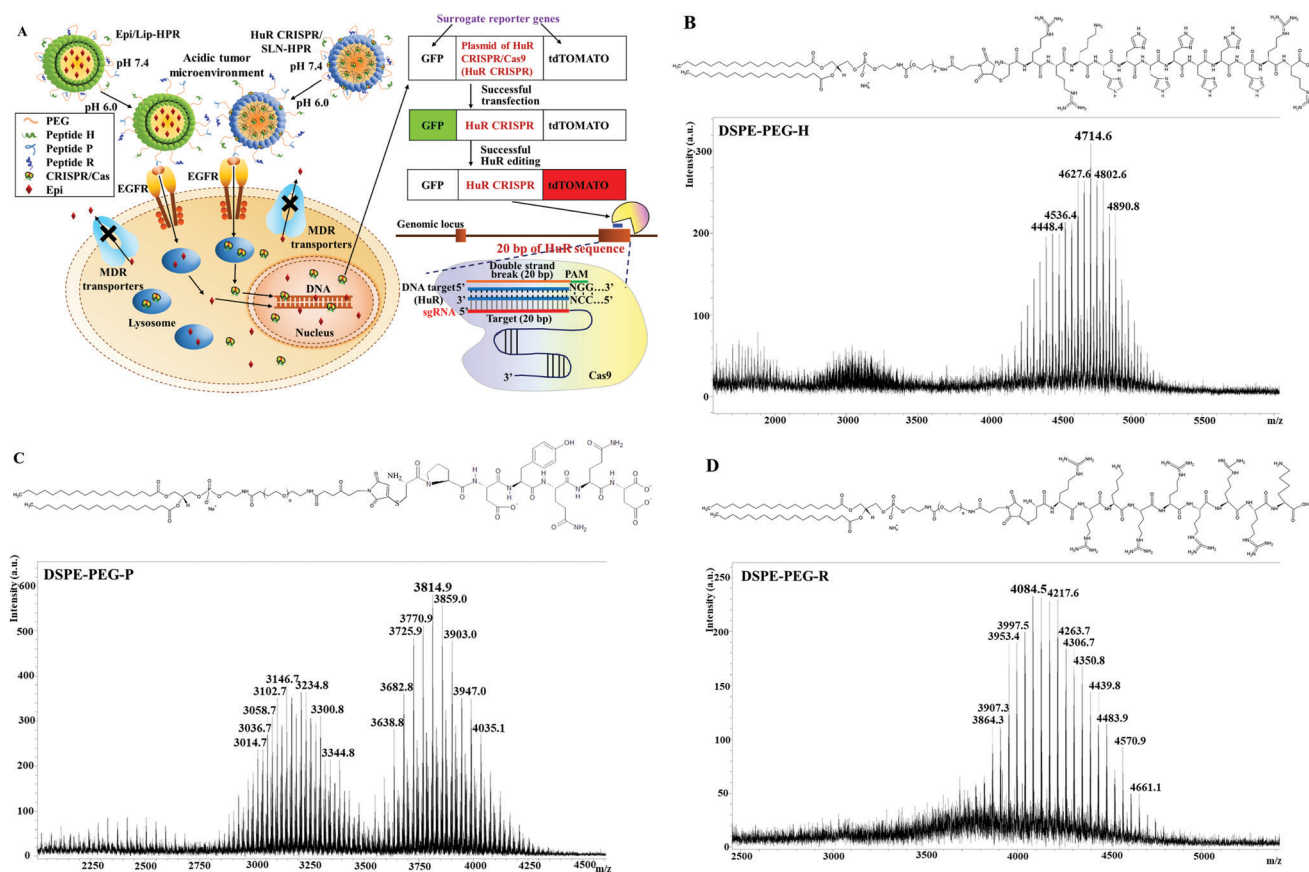 A
Epi/Lip-HPR
pH 7.4
Acidic tumor
microenvironment
HuR CRISPR/
SLN-HPR
pH 7.4
pH 6.0
pH 6.0
PEG
Peptide H
Peptide P
Peptide R
CRISPR/Cas
Epi
EGFR
EGFR
MDR
transporters
MDR
transporters
Lysosome
DNA
Nucleus
Surrogate reporter genes
GFP
Plasmid of HuR
CRISPR/Cas9
(HuR CRISPR)
tdTOMATO
Successful
transfection
GFP
HuR CRISPR
tdTOMATO
Successful
HuR editing
GFP
HuR CRISPR
tdTOMATO
Genomic locus
20 bp of HuR sequence
Double strand
break (20 bp)
PAM
DNA target 5’
NGG...3’
(HuR)
3’
NCC...5’
sgRNA
5’
Target (20 bp)
3’
Cas9
B
DSPE-PEG-H
Intensity (a.u.)
300
200
100
0
4714.6
4627.6
4802.6
4536.4
4890.8
4448.4
2000
3000
3500
4000
4500
5000
5500
m/z
C
DSPE-PEG-P
Intensity (a.u.)
600
500
400
300
200
100
0
3814.9
3859.0
3770.9
3725.9
3903.0
3682.8
3947.0
3638.8
4035.1
3146.7
3102.7
3234.8
3058.7
3300.8
3036.7
3014.7
3344.8
2250
2500
2750
3000
3250
3500
3750
4000
4250
4500
m/z
D
DSPE-PEG-R
Intensity (a.u.)
250
200
150
100
50
0
4084.5
4217.6
3997.5
3953.4
4263.7
4306.7
4350.8
3907.3
3864.3
4439.8
4483.9
4570.9
4661.1
2500
3000
3500
4000
4500
5000
m/z